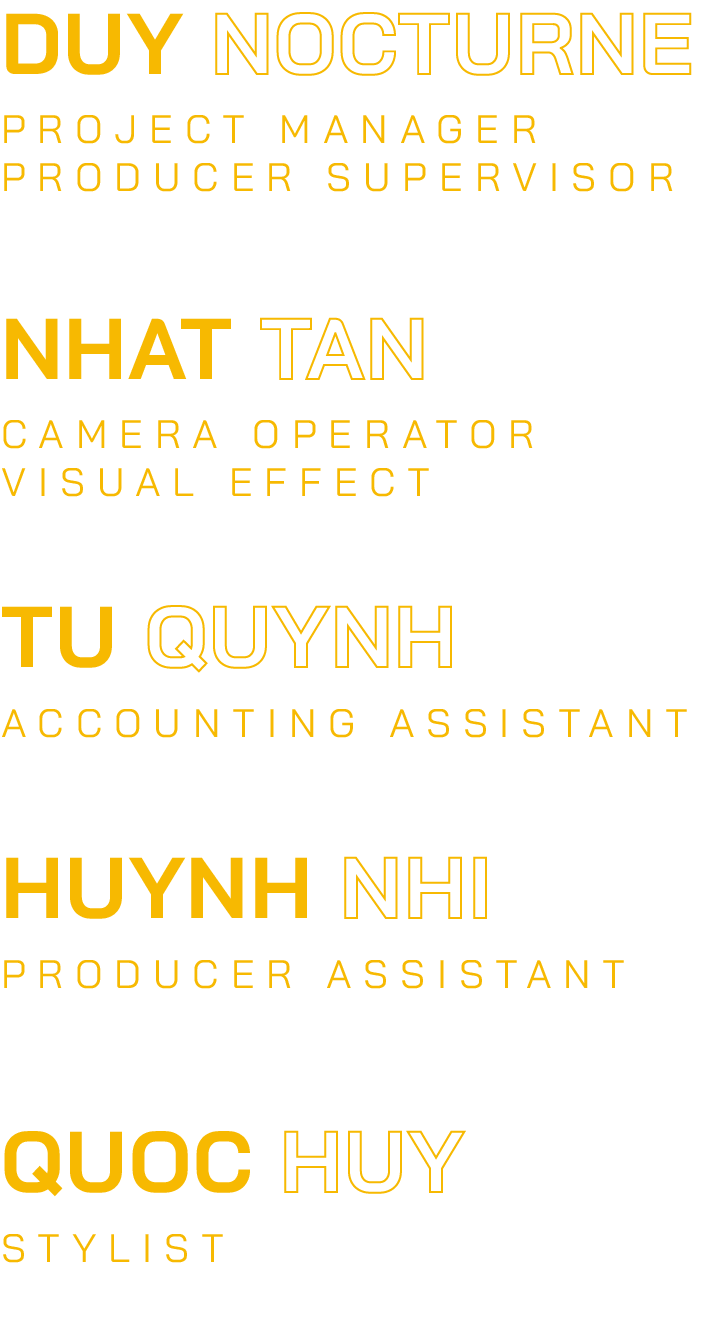 DUY NOCTURNE
PROJECT MANAGER
PRODUCER SUPERVISOR
NHAT TAN
CAMERA OPERATOR
VISUAL EFFECT
TU QUYNH
ACCOUNTING ASSISTANT
HUYNH NHI
PRODUCER ASSISTANT
QUOC HUY
STYLIST